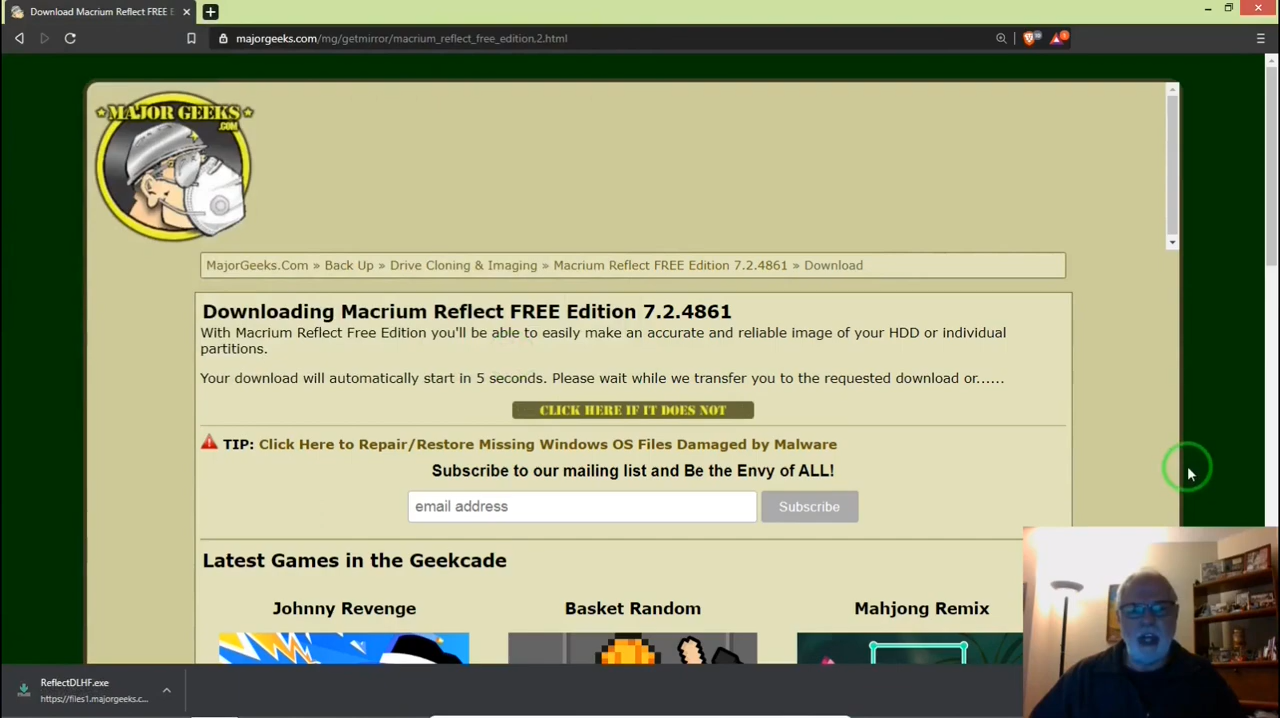 Download Macrium Reflect FREE E
majorgeeks.com/mg/getmirror/macrium_reflect_free_edition,2.html
MAJOR GEEKS
.COM
MajorGeeks.Com » Back Up » Drive Cloning & Imaging » Macrium Reflect FREE Edition 7.2.4861 » Download
Downloading Macrium Reflect FREE Edition 7.2.4861
With Macrium Reflect Free Edition you'll be able to easily make an accurate and reliable image of your HDD or individual
partitions.
Your download will automatically start in 5 seconds. Please wait while we transfer you to the requested download or......
CLICK HERE IF IT DOES NOT
TIP: Click Here to Repair/Restore Missing Windows OS Files Damaged by Malware
Subscribe to our mailing list and Be the Envy of ALL!
email address
Subscribe
Latest Games in the Geekcade
Johnny Revenge
Basket Random
Mahjong Remix
ReflectDLHF.exe
https://files1.majorgeeks.c...